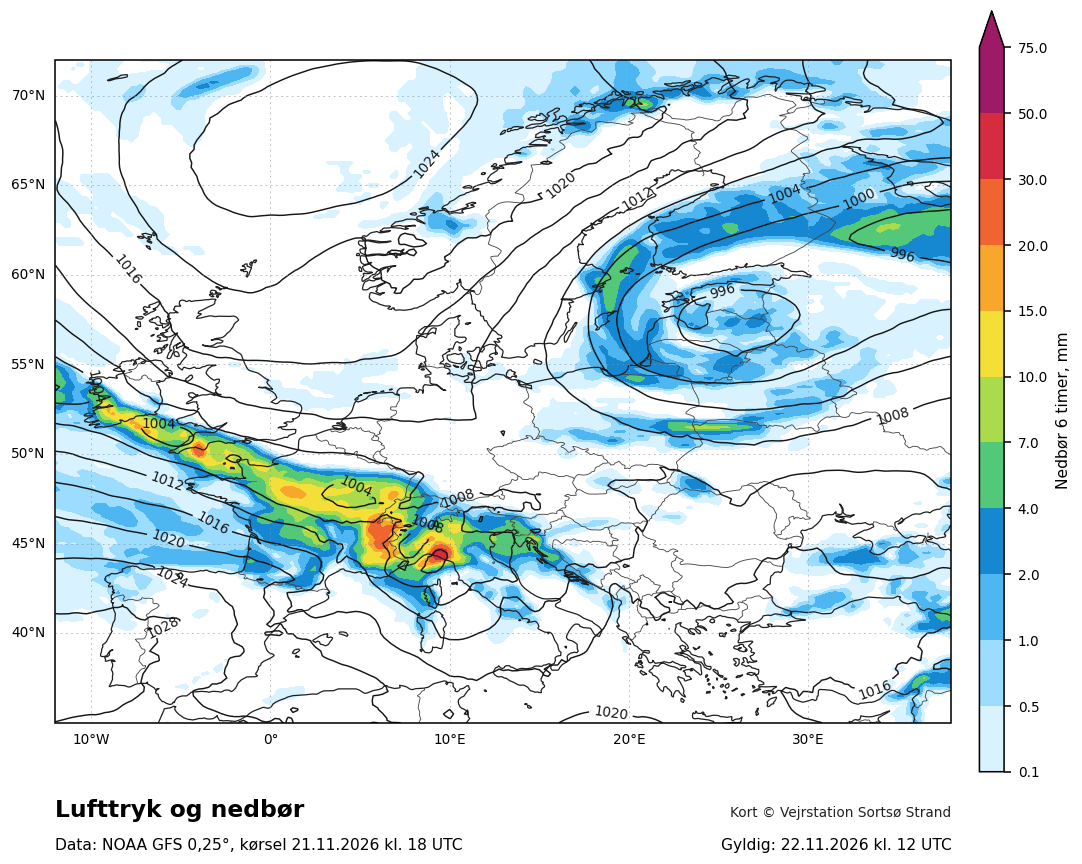 75.0
50.0
30.0
20.0
15.0
10.0
7.0
4.0
2.0
1.0
0.5
0.1
Nedbør 6 timer, mm
70°N
65°N
60°N
55°N
50°N
45°N
40°N
10°W
0°
10°E
20°E
30°E
1024
1020
1012
1004
1000
996
996
1016
1004
1004
1004
1008
1008
1008
1012
1016
1020
1024
1028
1016
1020
Lufttryk og nedbør
Kort © Vejrstation Sortsø Strand
Data: NOAA GFS 0,25°, kørsel 21.11.2026 kl. 18 UTC
Gyldig: 22.11.2026 kl. 12 UTC